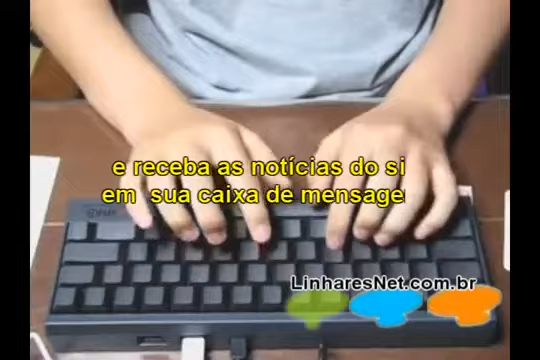 e receba as notícias do si
em sua caixa de mensage
LinharesNet.com.br